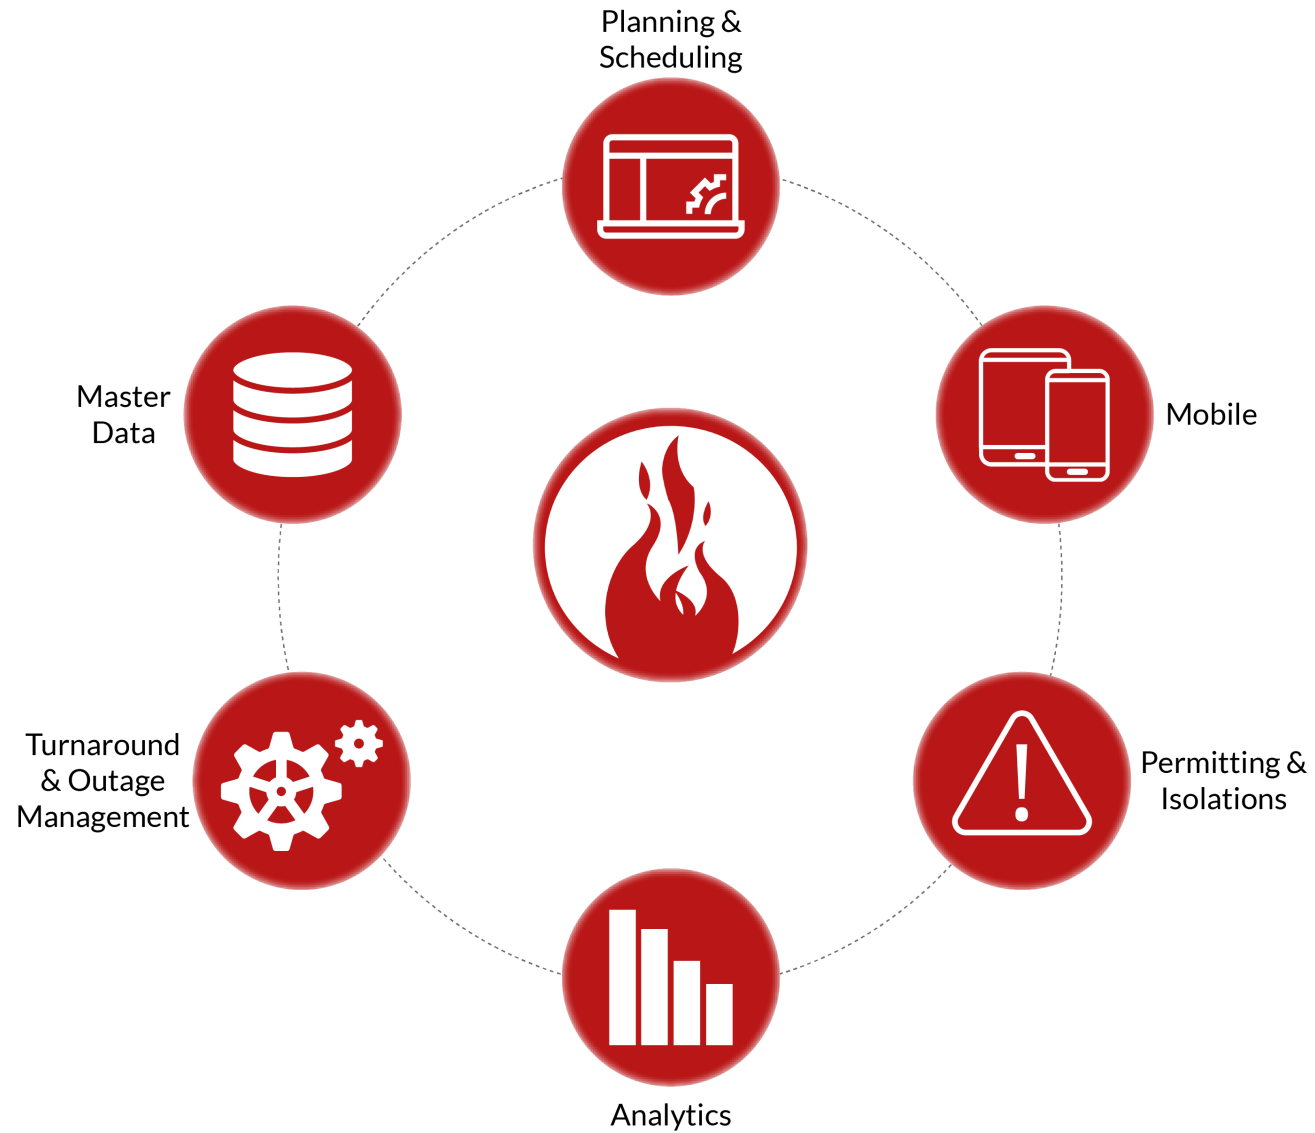 Planning &
Scheduling
Master
Data
Mobile
Turnaround
& Outage
Management
Permitting &
Isolations
Analytics